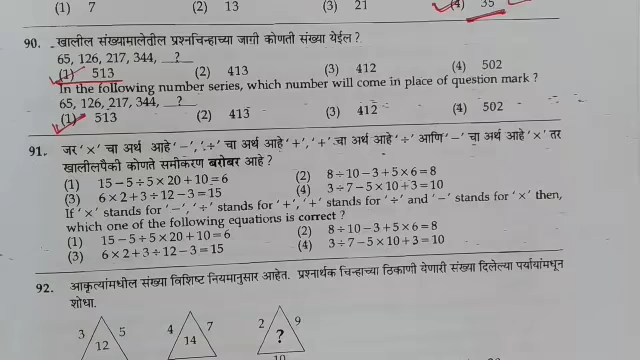 (1) 7 (2) 13 (3) 21 (4) 35
90. खालील संख्यामालेतील प्रश्नचिन्हाच्या जागी कोणती संख्या येईल ?
65, 126, 217, 344, ?
(1) 513 (2) 413 (3) 412 (4) 502
In the following number series, which number will come in place of question mark ?
65, 126, 217, 344, ?
(1) 513 (2) 413 (3) 412 (4) 502
91. जर ' × ' चा अर्थ आहे ' − ', ' ÷ ' चा अर्थ आहे ' + ', ' + ' चा अर्थ आहे ' ÷ ' आणि ' − ' चा अर्थ आहे ' × ' तर
खालीलपैकी कोणते समीकरण बरोबर आहे ?
(1) 15 − 5 ÷ 5 × 20 + 10 = 6 (2) 8 ÷ 10 − 3 + 5 × 6 = 8
(3) 6 × 2 + 3 ÷ 12 − 3 = 15 (4) 3 ÷ 7 − 5 × 10 + 3 = 10
If ' × ' stands for ' − ', ' ÷ ' stands for ' + ', ' + ' stands for ' ÷ ' and ' − ' stands for ' × ' then,
which one of the following equations is correct ?
(1) 15 − 5 ÷ 5 × 20 + 10 = 6 (2) 8 ÷ 10 − 3 + 5 × 6 = 8
(3) 6 × 2 + 3 ÷ 12 − 3 = 15 (4) 3 ÷ 7 − 5 × 10 + 3 = 10
92. आकृत्यांमधील संख्या विशिष्ट नियमानुसार आहेत. प्रश्नार्थक चिन्हाच्या ठिकाणी येणारी संख्या दिलेल्या पर्यायांमधून
शोधा.
3 5 4 7 2 9
12 14 ?
10